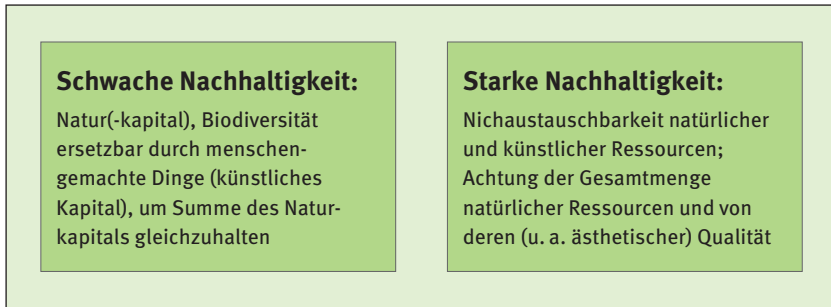 Schwache Nachhaltigkeit:
Natur(-kapital), Biodiversität
ersetzbar durch menschen-
gemachte Dinge (künstliches
Kapital), um Summe des Natur-
kapitals gleichzuhalten
Starke Nachhaltigkeit:
Nichaustauschbarkeit natürlicher
und künstlicher Ressourcen;
Achtung der Gesamtmenge
natürlicher Ressourcen und von
deren (u. a. ästhetischer) Qualität